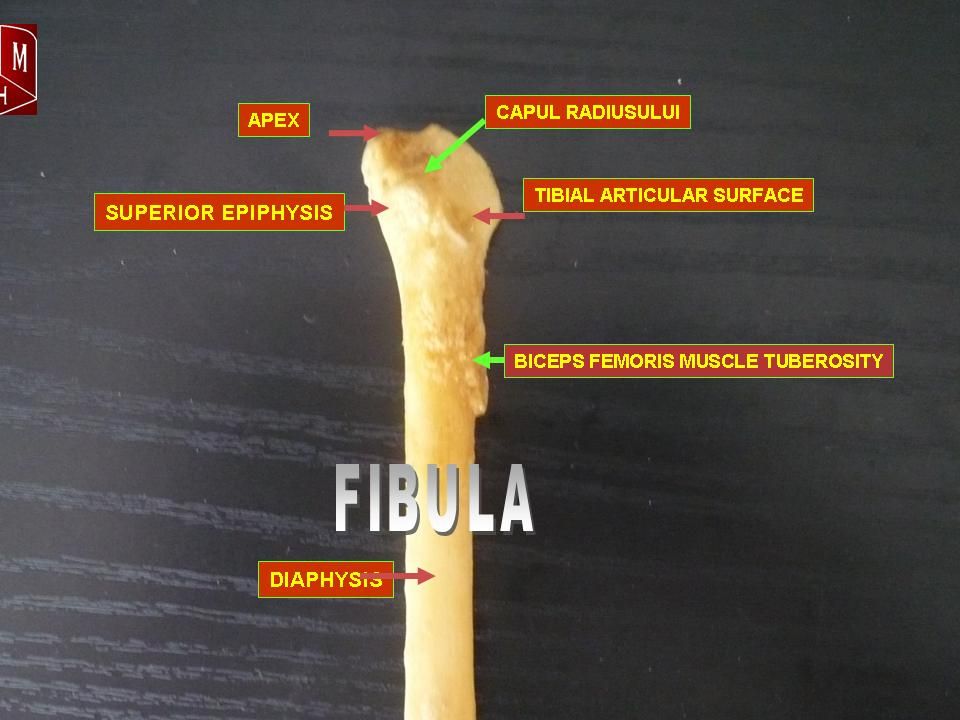 M
H
APEX
CAPUL RADIUSULUI
TIBIAL ARTICULAR SURFACE
SUPERIOR EPIPHYSIS
BICEPS FEMORIS MUSCLE TUBEROSITY
FIBULA
DIAPHYSIS